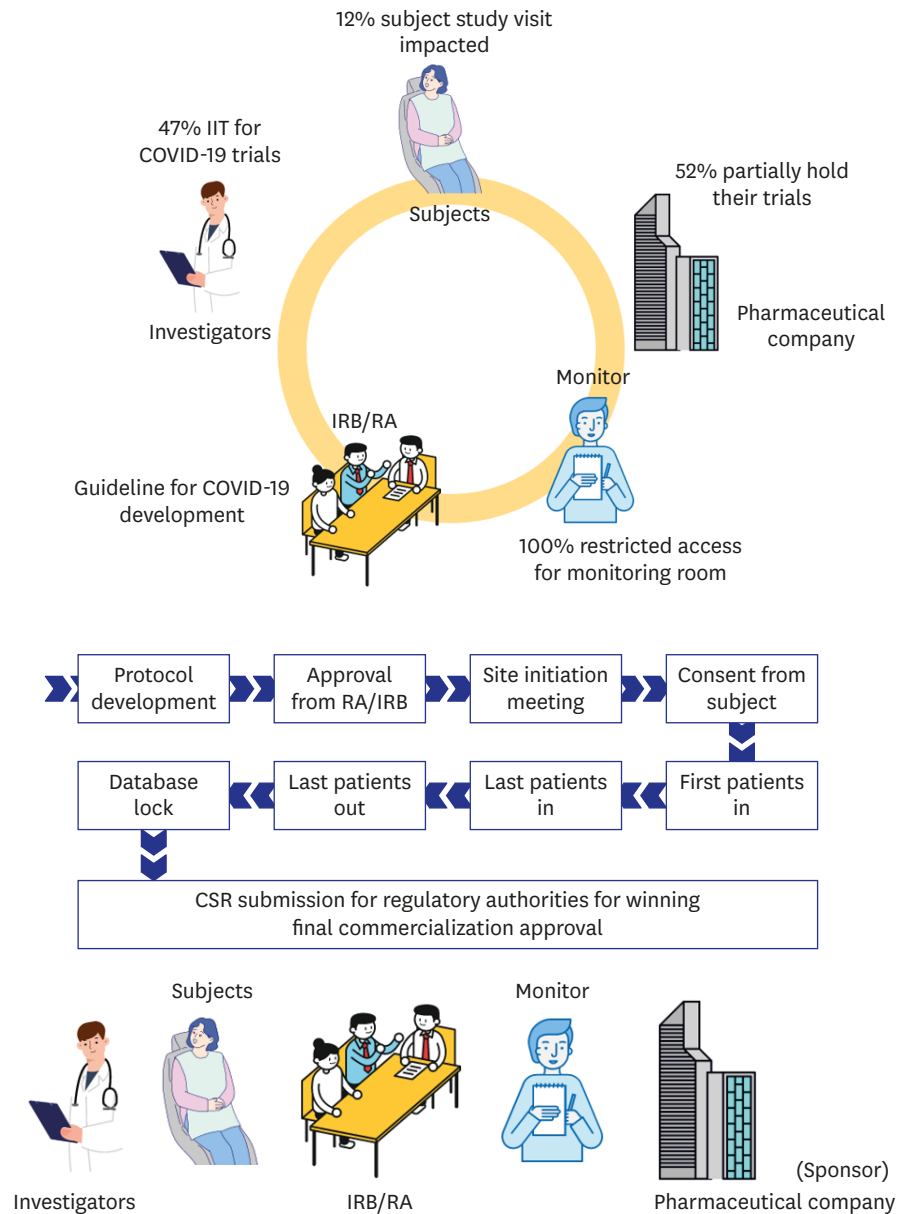 12% subject study visit
impacted
47% IIT for
COVID-19 trials
52% partially hold
their trials
Subjects
Investigators
Pharmaceutical
company
Monitor
IRB/RA
Guideline for COVID-19
development
100% restricted access
for monitoring room
Protocol
development
Approval
from RA/IRB
Site initiation
meeting
Consent from
subject
Database
lock
Last patients
out
Last patients
in
First patients
in
CSR submission for regulatory authorities for winning
final commercialization approval
Subjects
Monitor
(Sponsor)
Investigators
IRB/RA
Pharmaceutical company